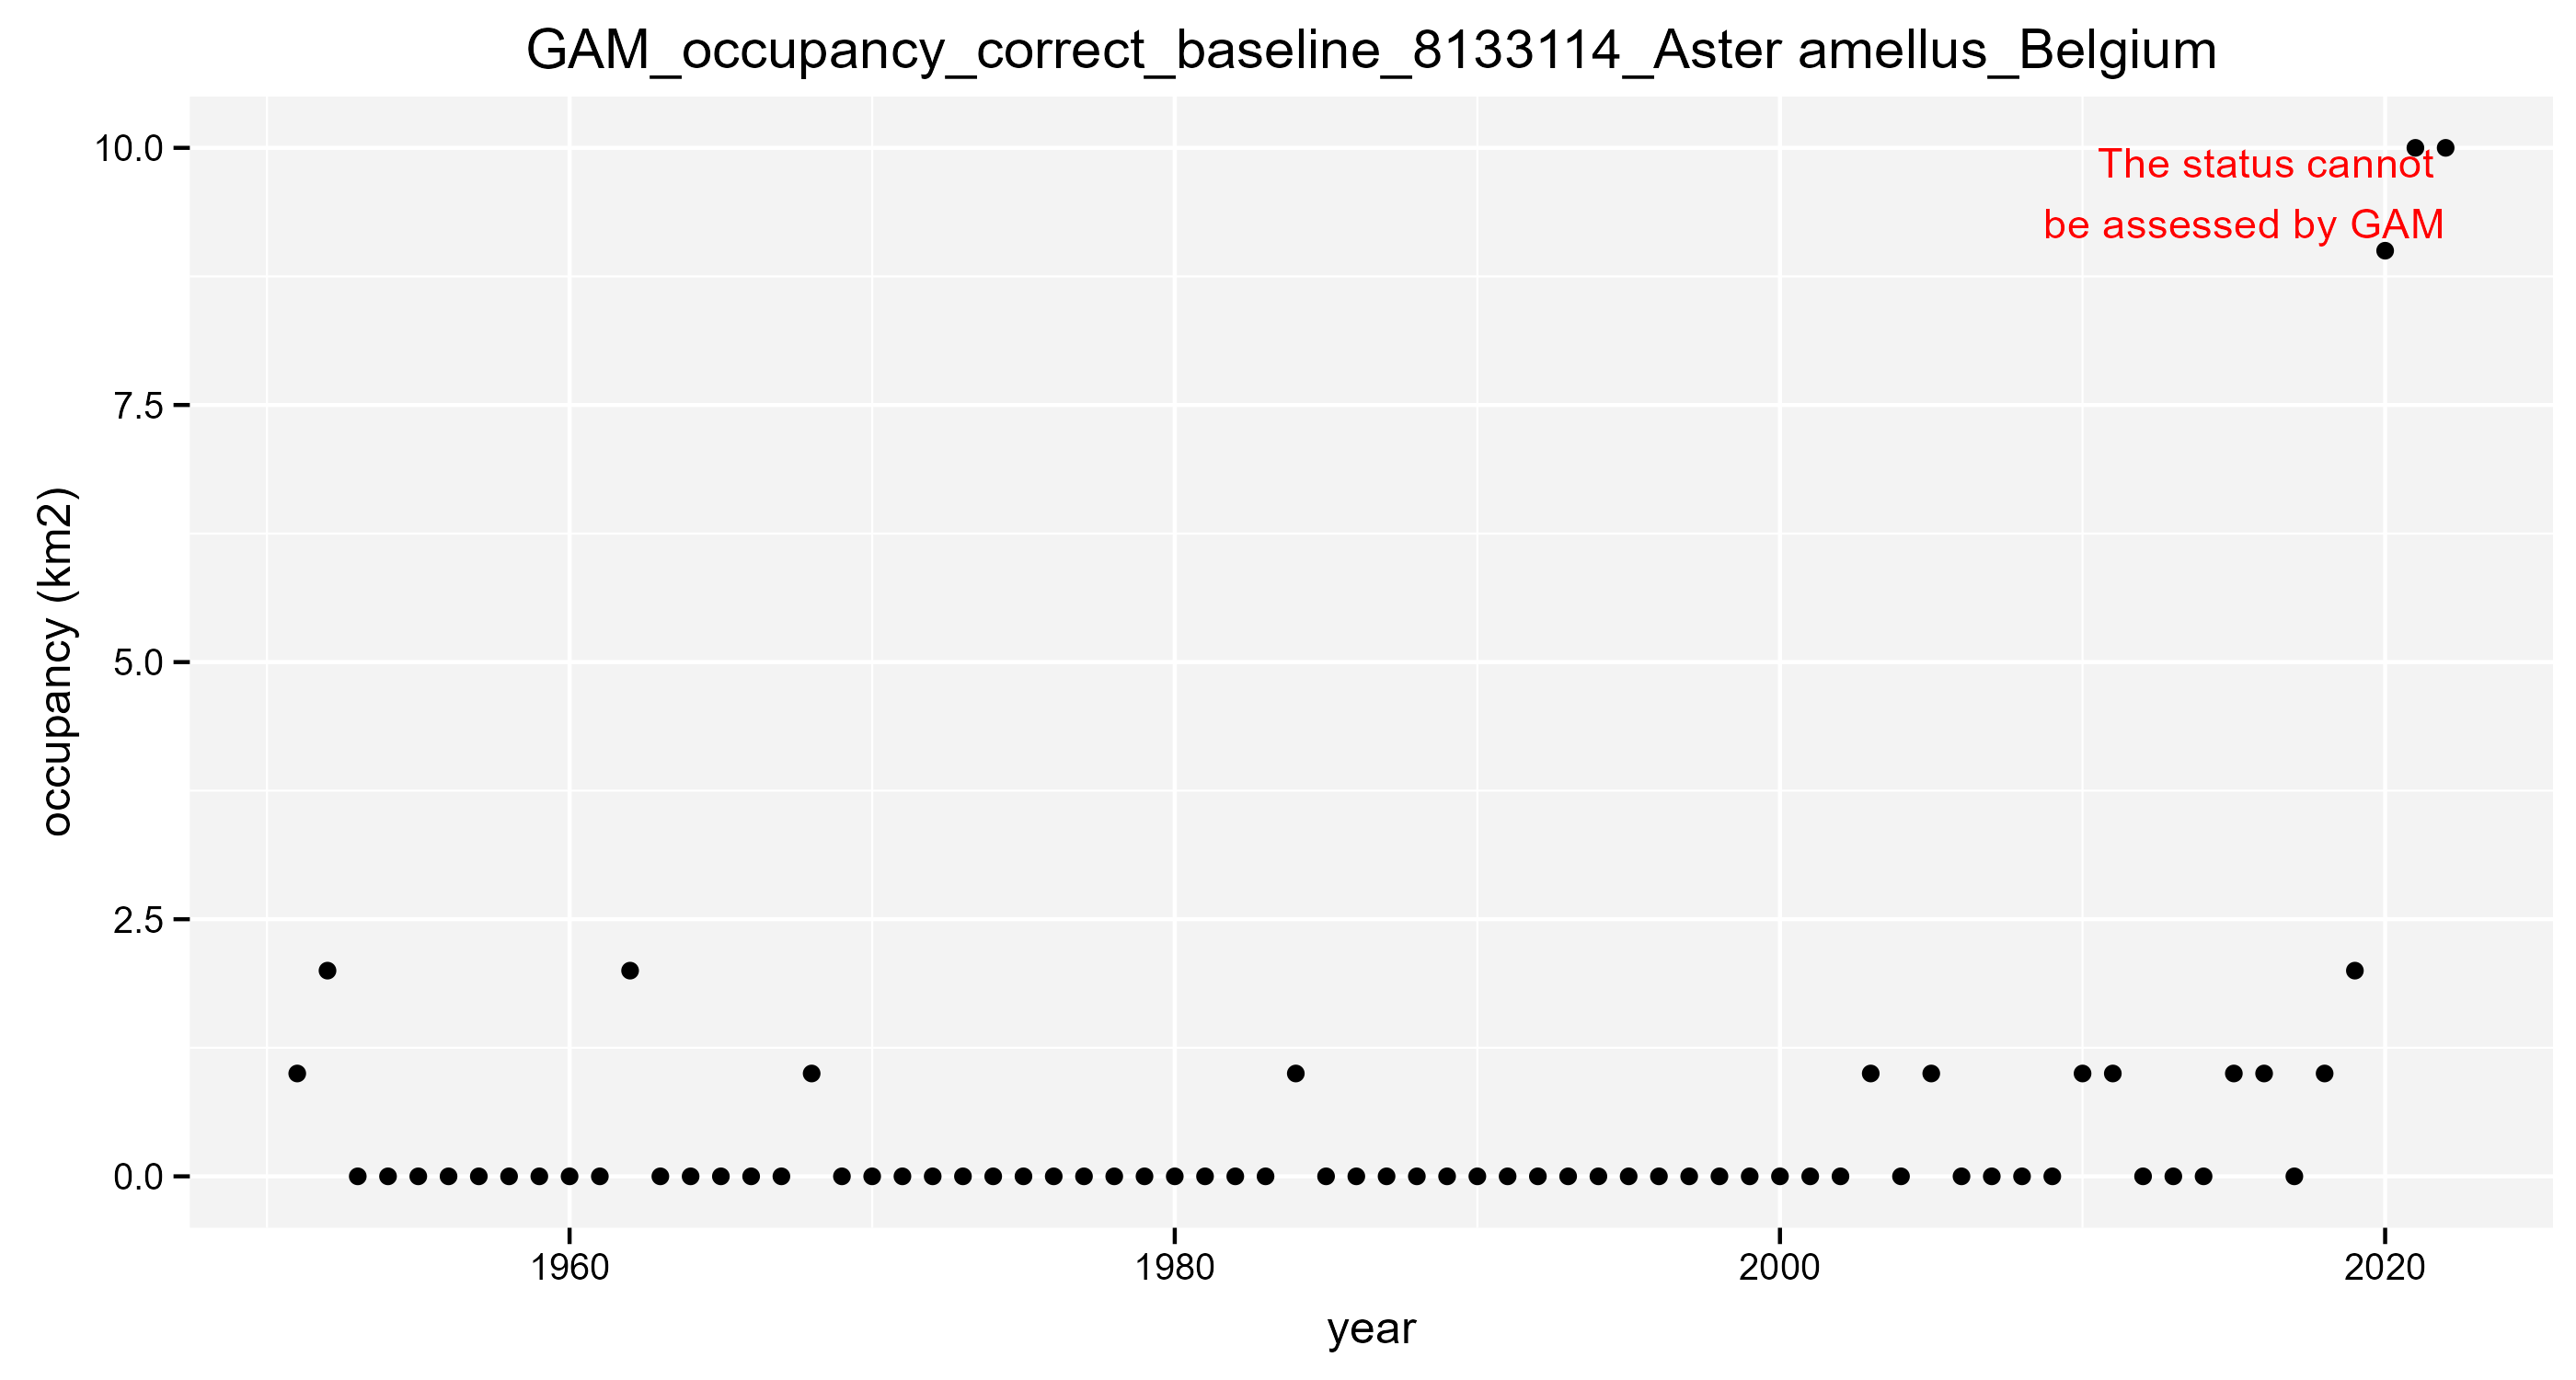 GAM_occupancy_correct_baseline_8133114_Aster amellus_Belgium
10.0
7.5
5.0
2.5
0.0
occupancy (km2)
The status cannot
be assessed by GAM
1960
1980
2000
2020
year